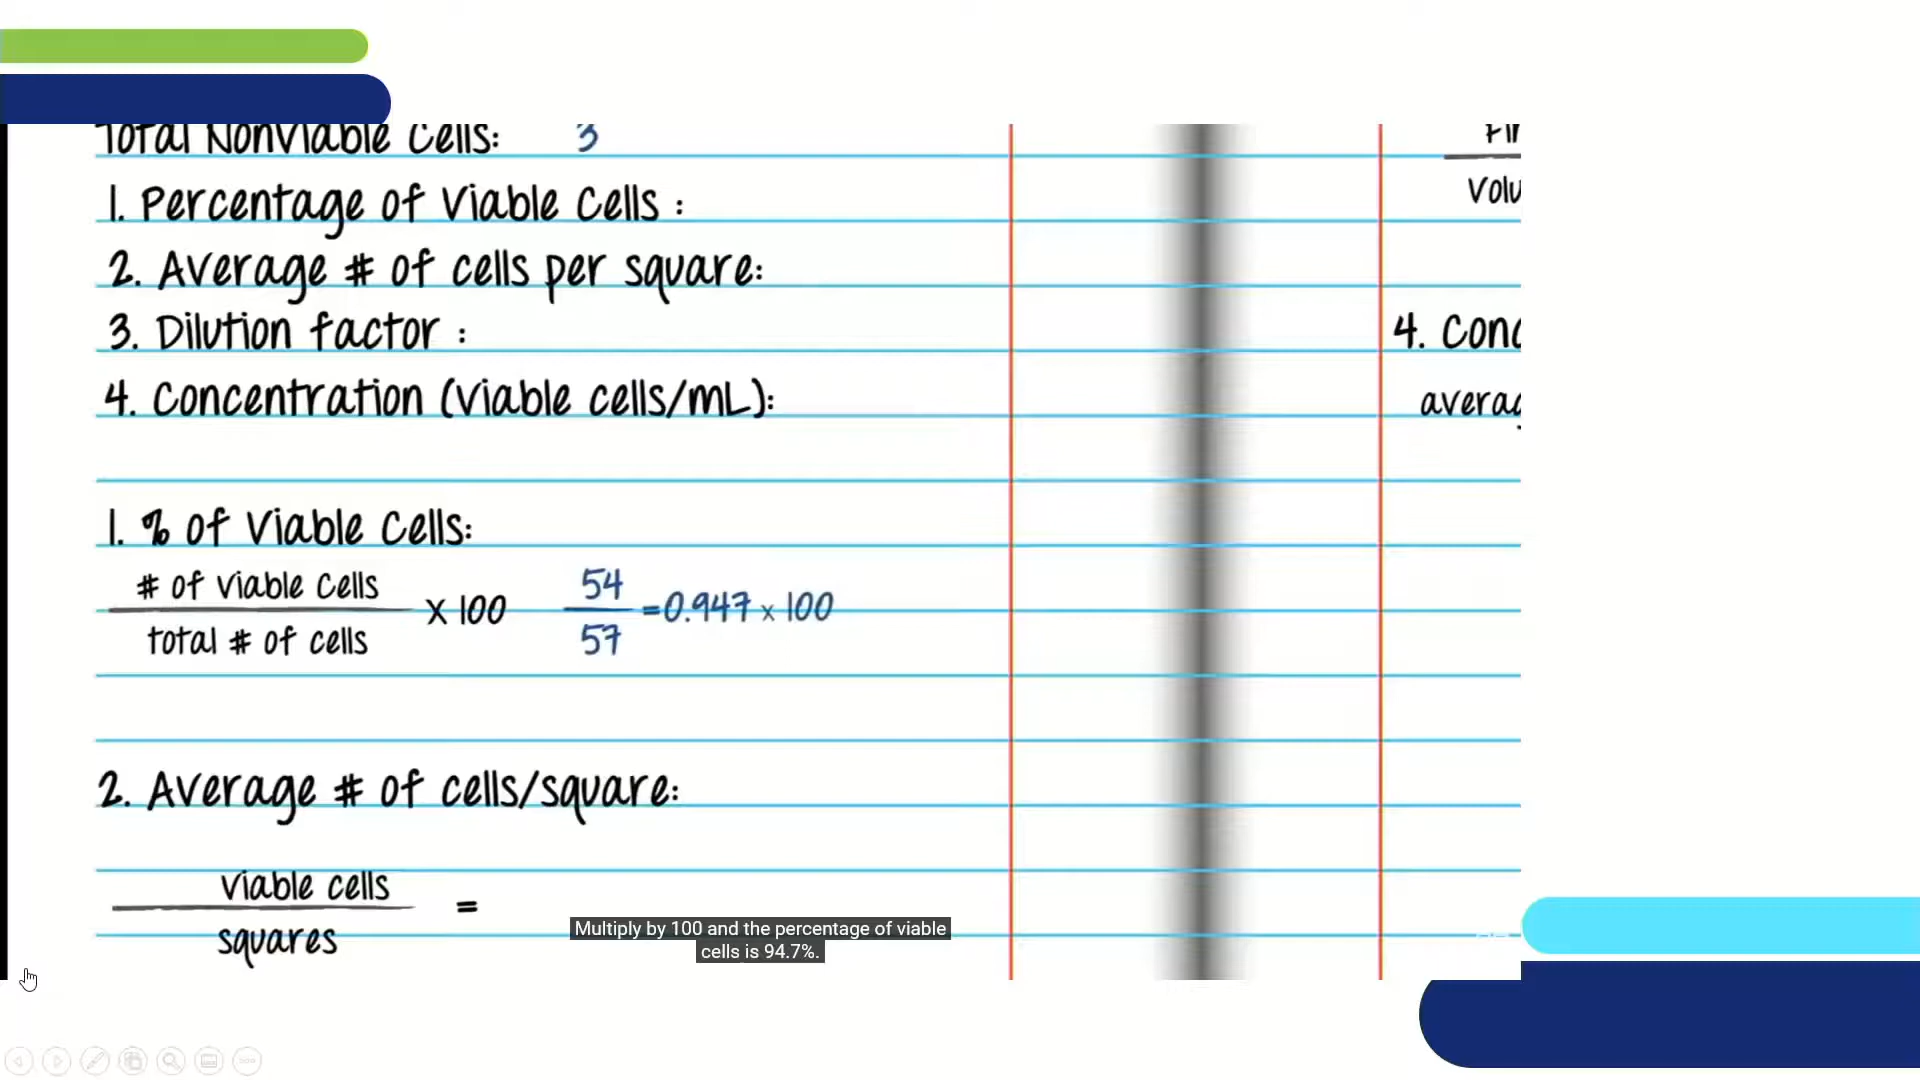 Total Nonviable Cells: 3
1. Percentage of Viable Cells :
2. Average # of cells per square:
3. Dilution factor :
4. Concentration (viable cells/mL):
1. % of Viable Cells:
# of viable cells
total # of cells
x 100
54
57
=0.947 x 100
2. Average # of cells/square:
viable cells
squares
=
Multiply by 100 and the percentage of viable
cells is 94.7%.
Volu
4. Conc
averag